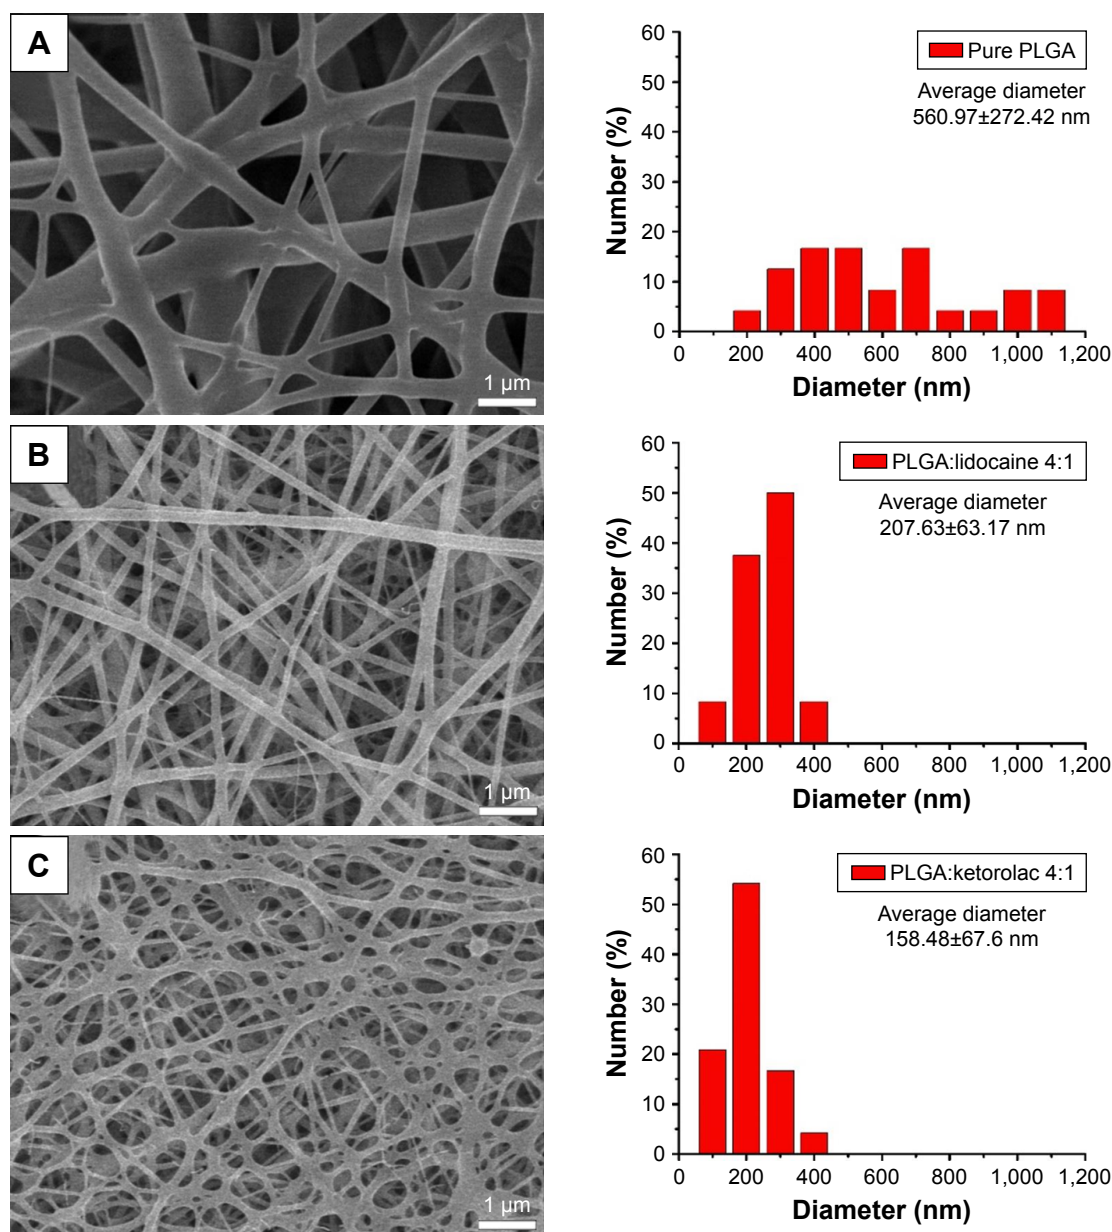 A
1 µm
Number (%)
60
50
40
30
20
10
0
0 200 400 600 800 1,000 1,200
Diameter (nm)
Pure PLGA
Average diameter
560.97±272.42 nm
B
1 µm
Number (%)
60
50
40
30
20
10
0
0 200 400 600 800 1,000 1,200
Diameter (nm)
PLGA:lidocaine 4:1
Average diameter
207.63±63.17 nm
C
1 µm
Number (%)
60
50
40
30
20
10
0
0 200 400 600 800 1,000 1,200
Diameter (nm)
PLGA:ketorolac 4:1
Average diameter
158.48±67.6 nm